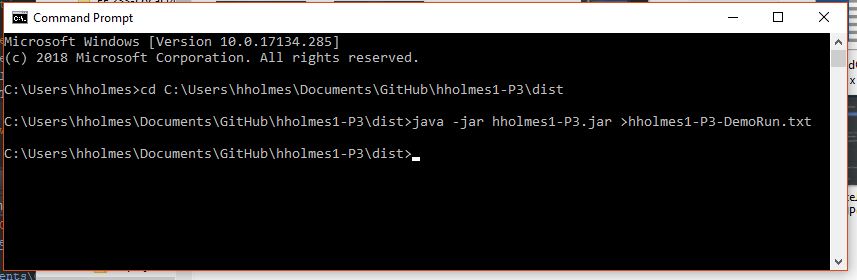 Command Prompt
Microsoft Windows [Version 10.0.17134.285]
(c) 2018 Microsoft Corporation. All rights reserved.
C:\Users\hholmes>cd C:\Users\hholmes\Documents\GitHub\hholmes1-P3\dist
C:\Users\hholmes\Documents\GitHub\hholmes1-P3\dist>java -jar hholmes1-P3.jar >hholmes1-P3-DemoRun.txt
C:\Users\hholmes\Documents\GitHub\hholmes1-P3\dist>